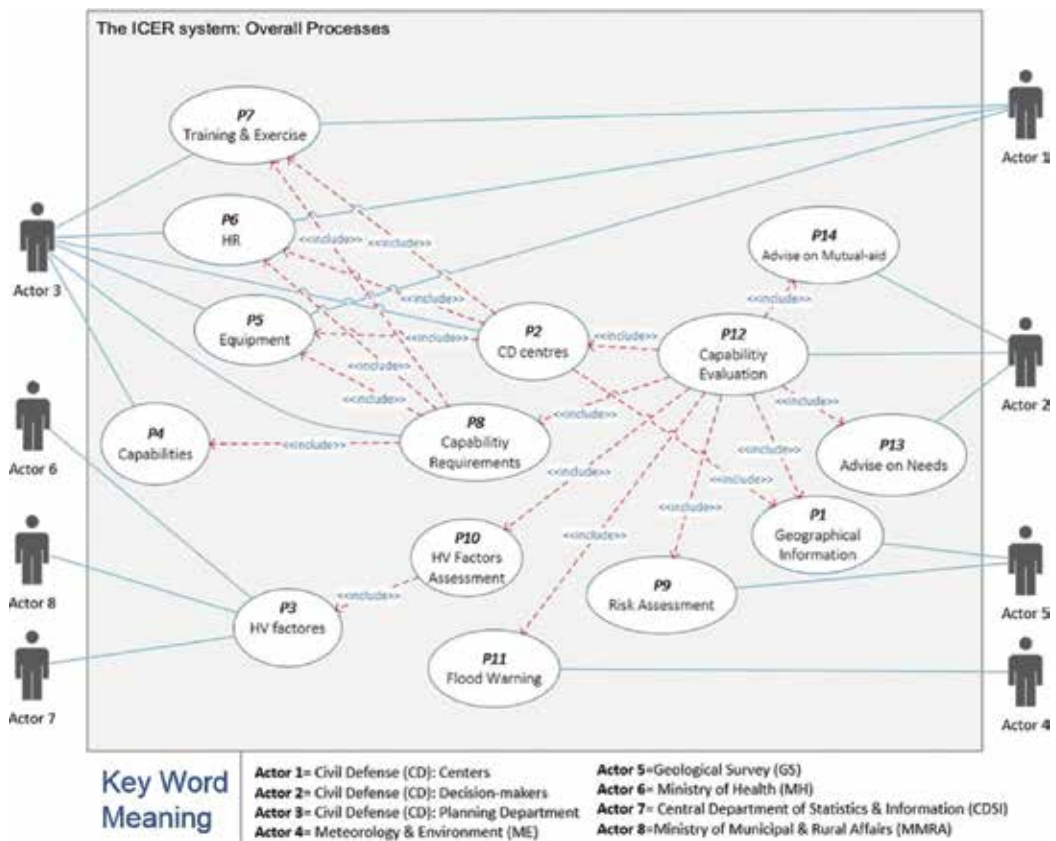 The ICER system: Overall Processes
P7
Training & Exercise
Actor 1
P6
HR
P14
Advise on Mutual-aid
<<include>>
<<include>>
Actor 3
<<include>>
<<include>>
P5
Equipment
P2
CD centres
P12
Capabilitiy
Evaluation
<<include>>
<<include>>
<<include>>
<<include>>
Actor 2
Actor 6
P4
Capabilities
<<include>>
P8
Capabilitiy
Requirements
<<include>>
P13
Advise on Needs
<<include>>
<<include>>
<<include>>
<<include>>
P1
Geographical
Information
P10
HV Factors
Assessment
<<include>>
Actor 8
P3
HV factores
<<include>>
P9
Risk Assessment
Actor 5
P11
Flood Warning
Actor 7
Actor 4
Key Word
Meaning
Actor 1= Civil Defense (CD): Centers
Actor 2= Civil Defense (CD): Decision-makers
Actor 3= Civil Defense (CD): Planning Department
Actor 4= Meteorology & Environment (ME)
Actor 5=Geological Survey (GS)
Actor 6= Ministry of Health (MH)
Actor 7= Central Department of Statistics & Information (CDSI)
Actor 8=Ministry of Municipal & Rural Affairs (MMRA)